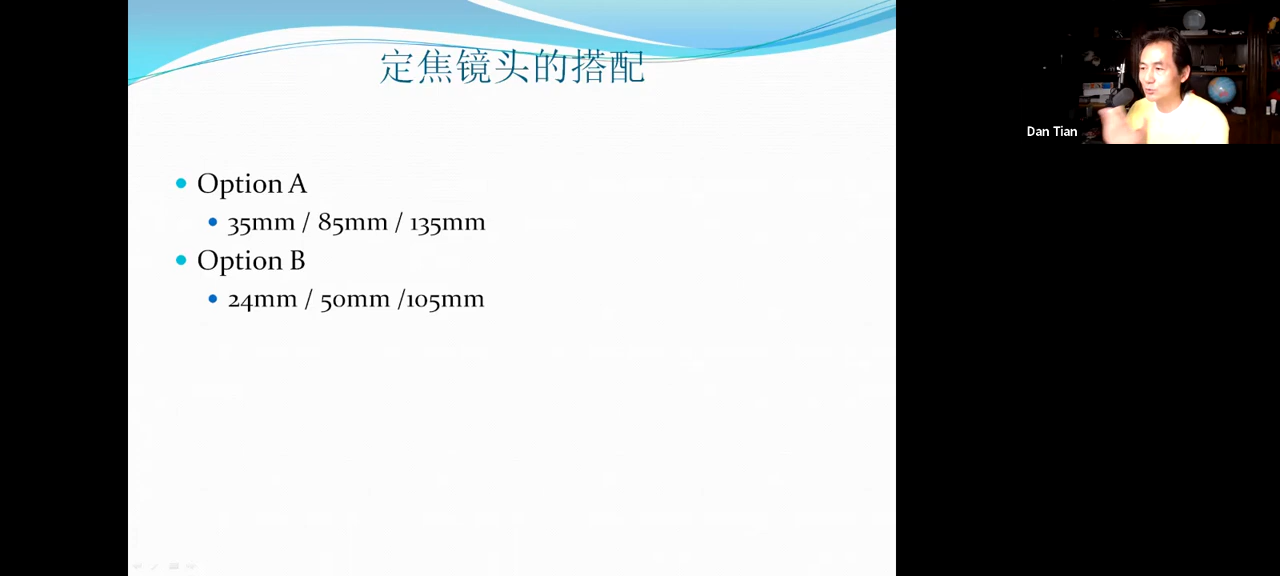 定焦镜头的搭配
Option A
35mm / 85mm / 135mm
Option B
24mm / 50mm /105mm
Dan Tian